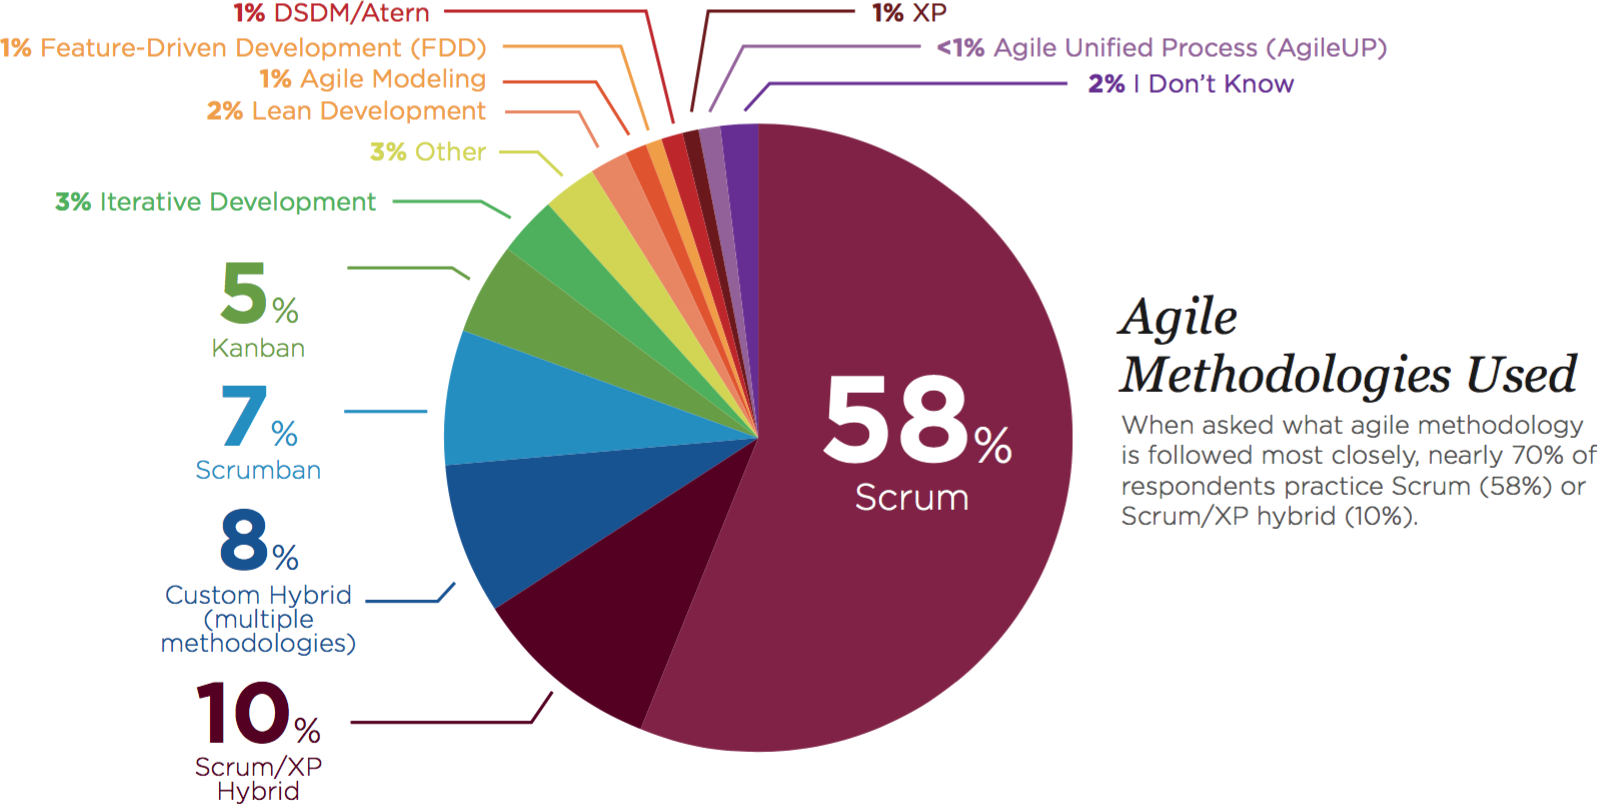 1% DSDM/Atern
1% XP
1% Feature-Driven Development (FDD)
<1% Agile Unified Process (AgileUP)
1% Agile Modeling
2% I Don’t Know
2% Lean Development
3% Other
3% Iterative Development
5%
Kanban
7%
Scrumban
8%
Custom Hybrid
(multiple
methodologies)
10%
Scrum/XP
Hybrid
58%
Scrum
Agile
Methodologies Used
When asked what agile methodology
is followed most closely, nearly 70% of
respondents practice Scrum (58%) or
Scrum/XP hybrid (10%).